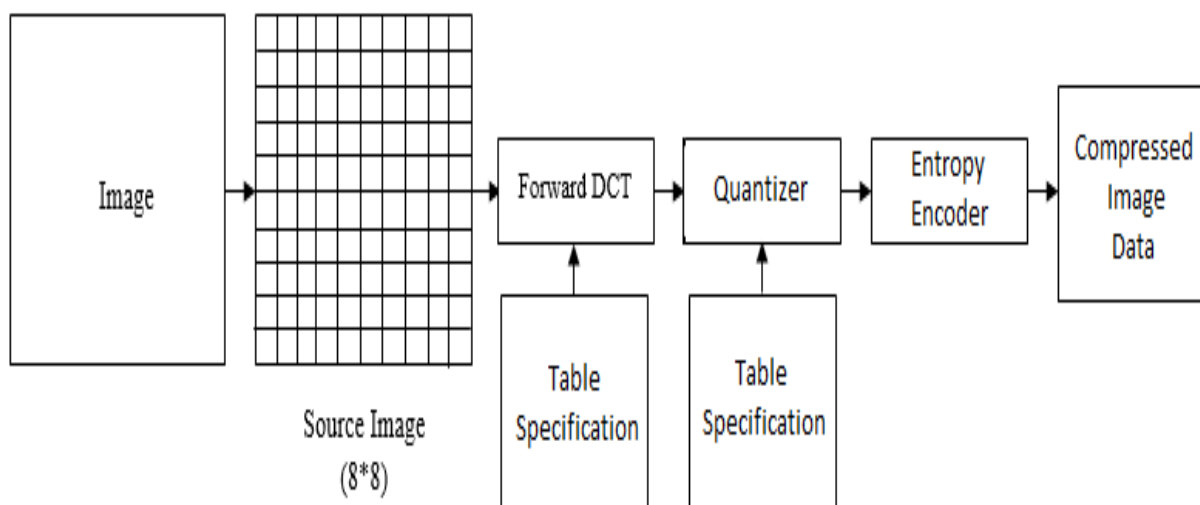 Image
Source Image
(8*8)
Forward DCT
Table
Specification
Quantizer
Table
Specification
Entropy
Encoder
Compressed
Image
Data